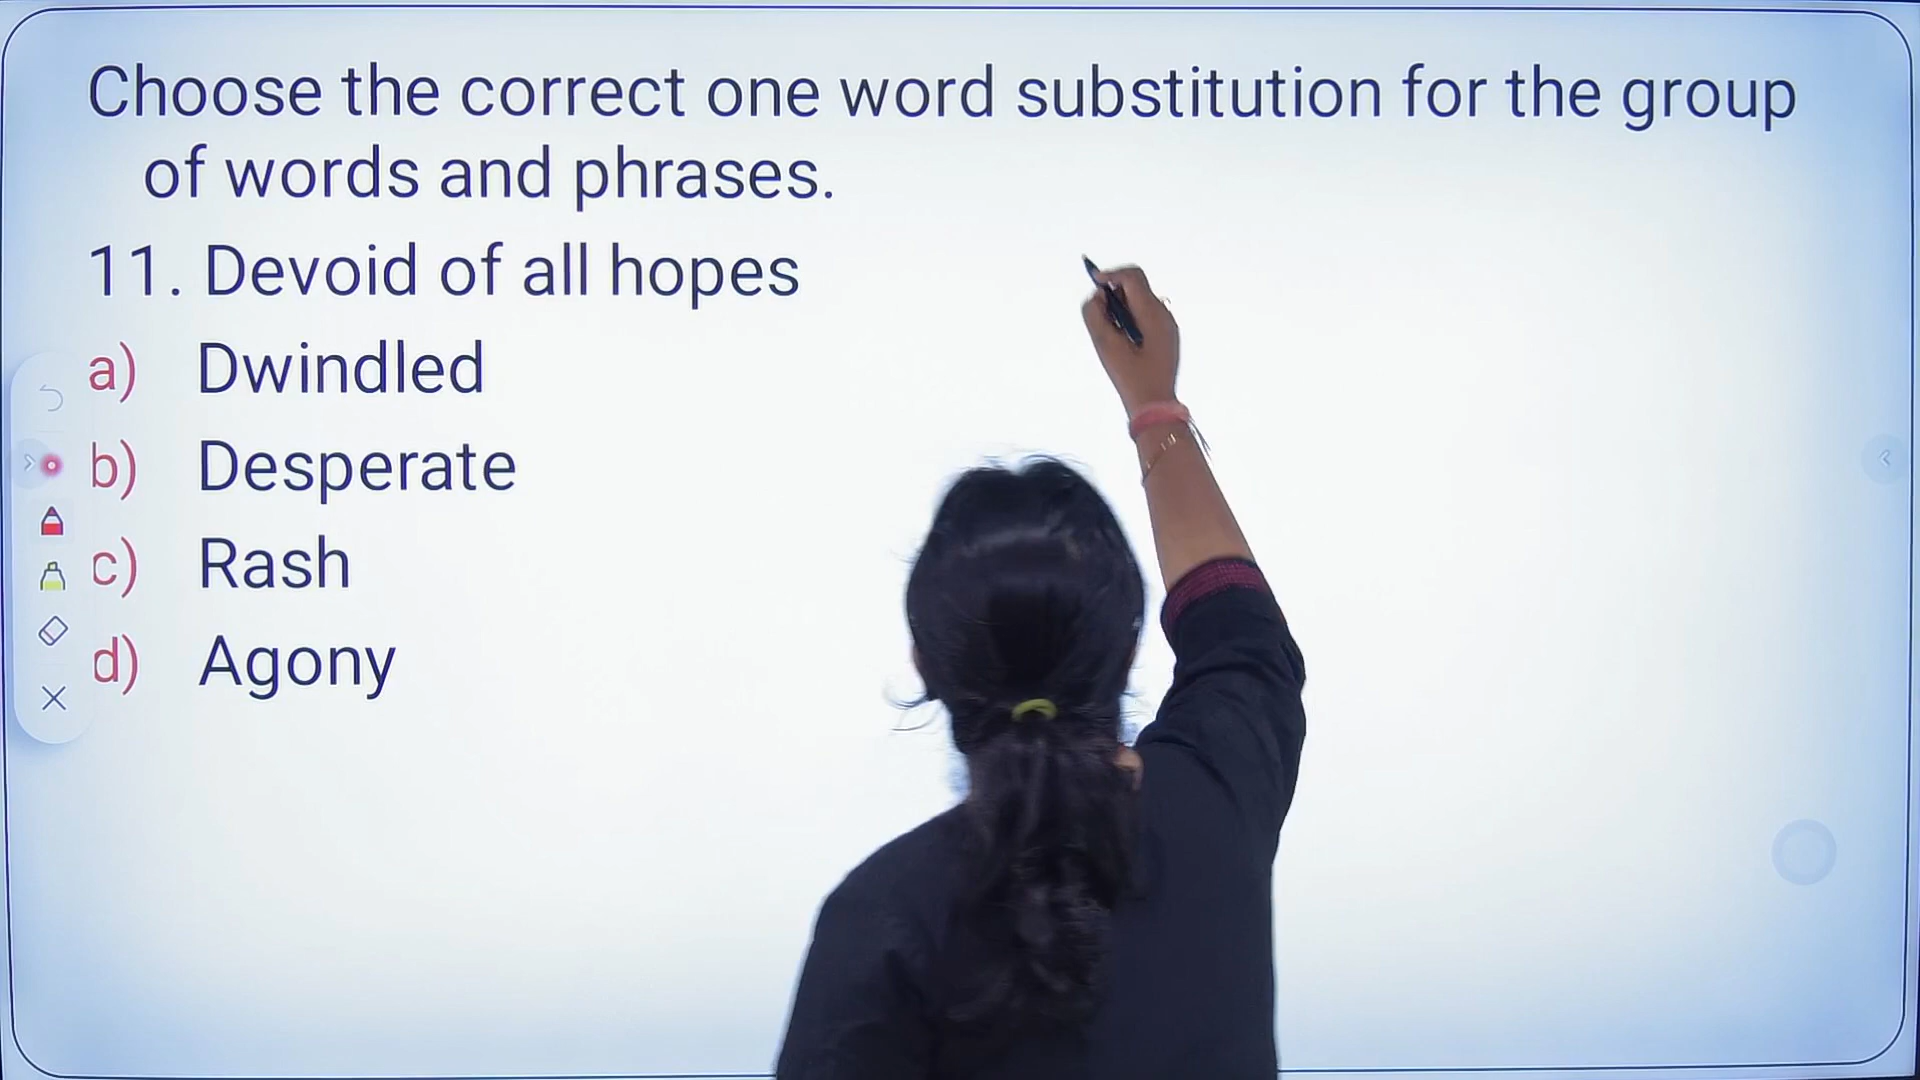 Choose the correct one word substitution for the group
of words and phrases.
11. Devoid of all hopes
a) Dwindled
b) Desperate
c) Rash
d) Agony